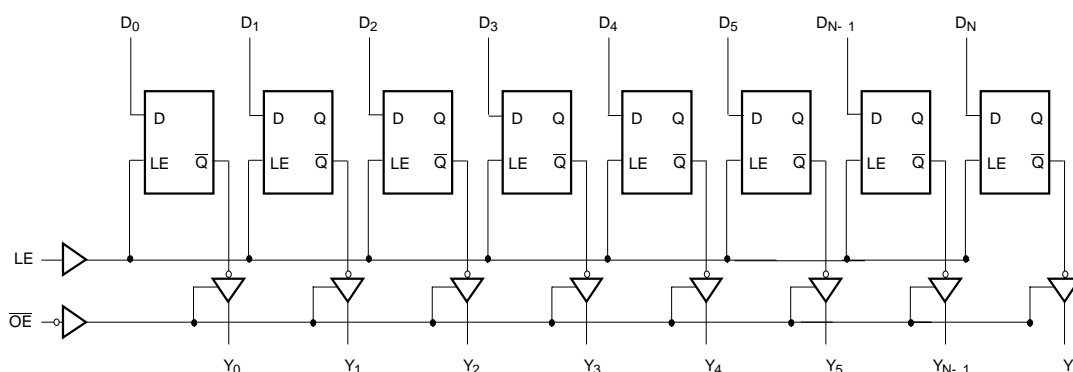 D0 D1 D2 D3 D4 D5 DN- 1 DN
D D Q D Q D Q D Q D Q D Q D Q
LE Q̅ LE Q̅ LE Q̅ LE Q̅ LE Q̅ LE Q̅ LE Q̅ LE Q̅
LE
O̅E̅
Y0 Y1 Y2 Y3 Y4 Y5 YN- 1 Y